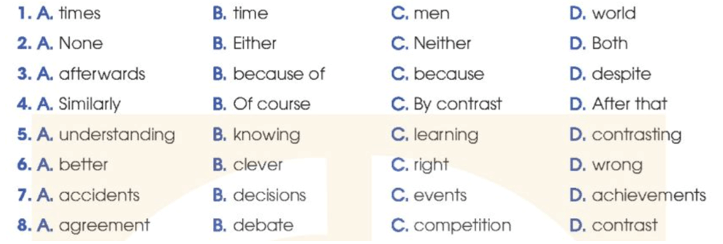 1. A. times B. time C. men D. world
2. A. None B. Either C. Neither D. Both
3. A. afterwards B. because of C. because D. despite
4. A. Similarly B. Of course C. By contrast D. After that
5. A. understanding B. knowing C. learning D. contrasting
6. A. better B. clever C. right D. wrong
7. A. accidents B. decisions C. events D. achievements
8. A. agreement B. debate C. competition D. contrast